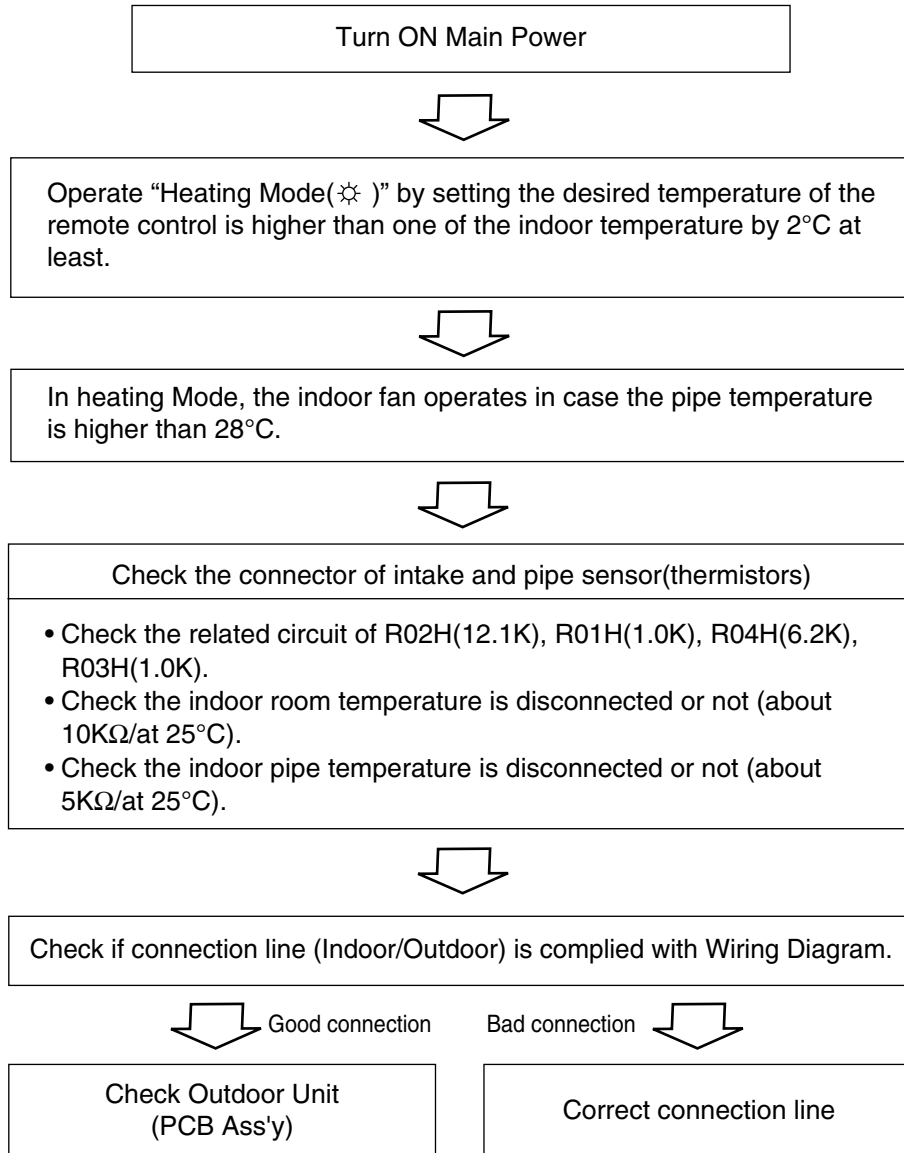 Turn ON Main Power
Operate “Heating Mode(☼ )” by setting the desired temperature of the
remote control is higher than one of the indoor temperature by 2°C at
least.
In heating Mode, the indoor fan operates in case the pipe temperature
is higher than 28°C.
Check the connector of intake and pipe sensor(thermistors)
• Check the related circuit of R02H(12.1K), R01H(1.0K), R04H(6.2K),
R03H(1.0K).
• Check the indoor room temperature is disconnected or not (about
10KΩ/at 25°C).
• Check the indoor pipe temperature is disconnected or not (about
5KΩ/at 25°C).
Check if connection line (Indoor/Outdoor) is complied with Wiring Diagram.
Good connection
Bad connection
Check Outdoor Unit
(PCB Ass'y)
Correct connection line